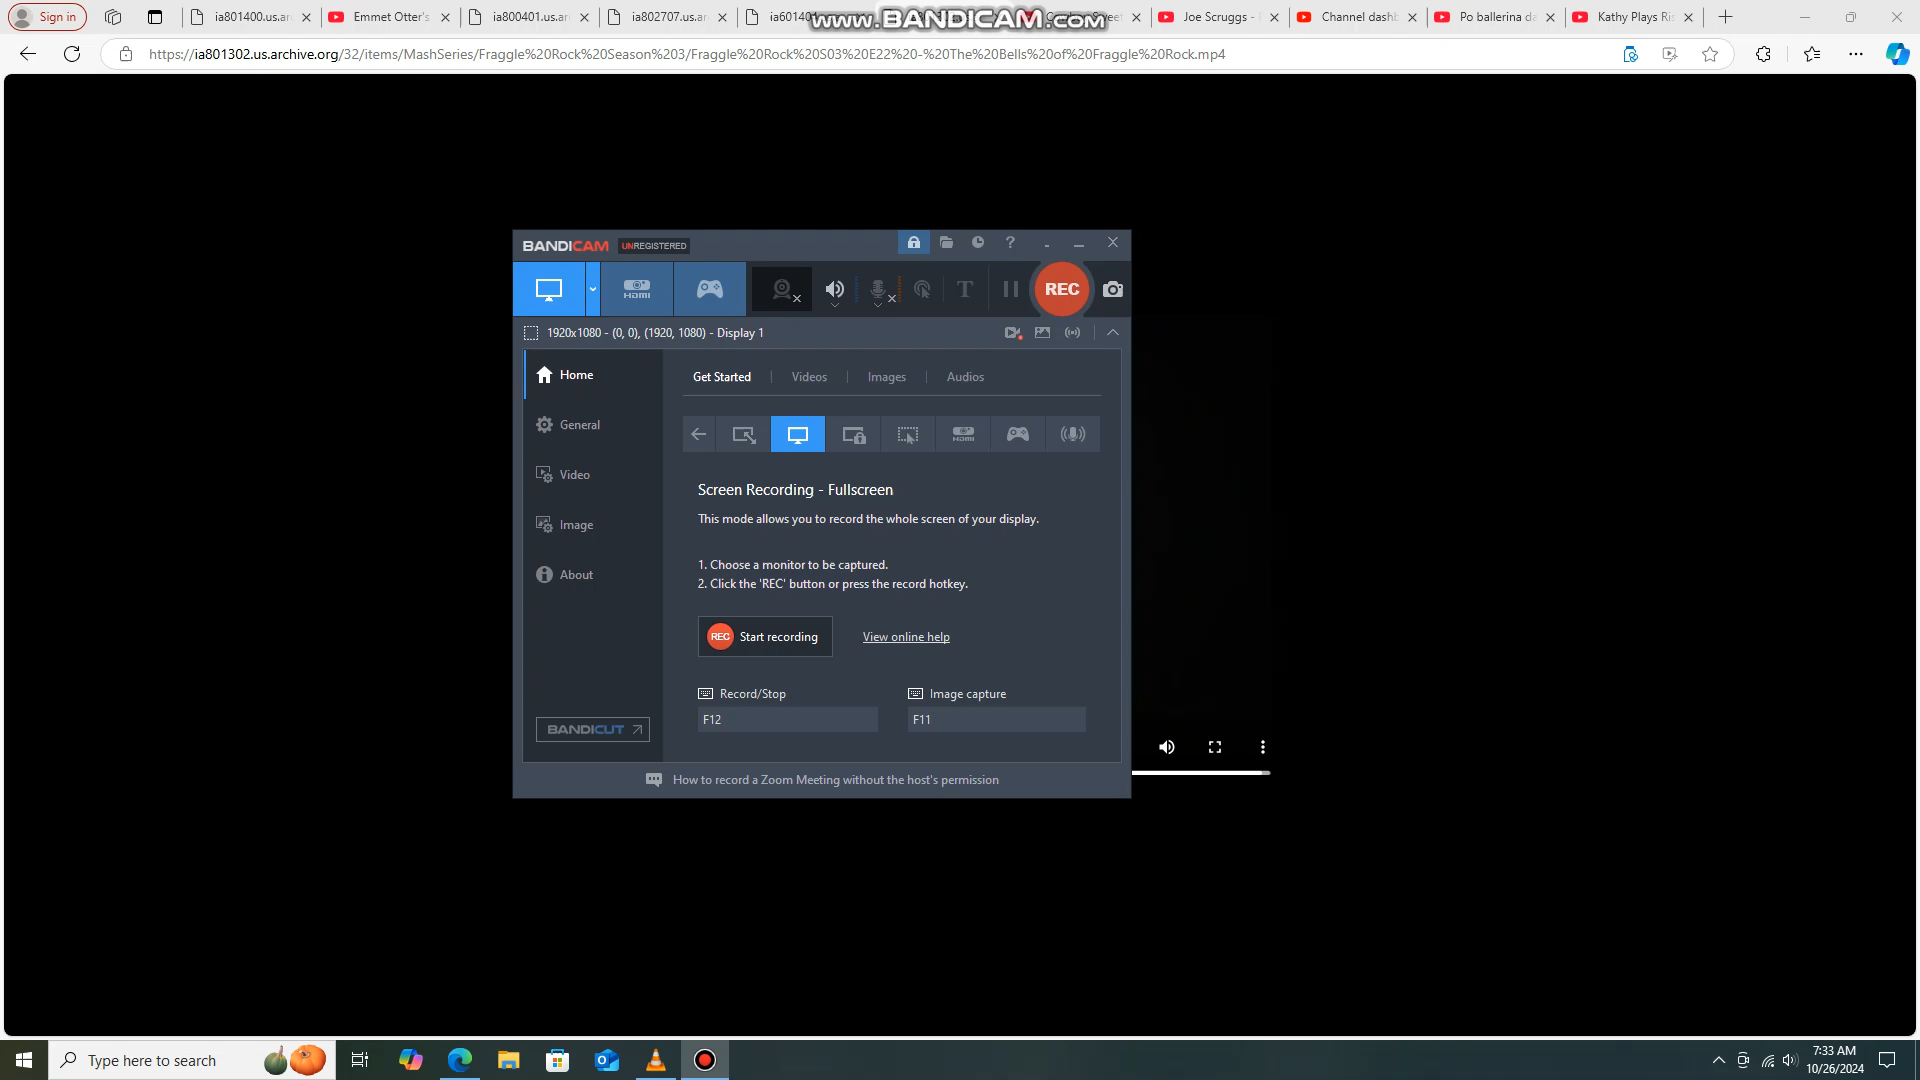 Sign in
ia801400.us.ar
Emmet Otter's
ia800401.us.ar
ia802707.us.ar
ia601401
www.BANDICAM.com
Joe Scruggs -
Channel dashb
Po ballerina da
Kathy Plays Ris
https://ia801302.us.archive.org/32/items/MashSeries/Fraggle%20Rock%20Season%203/Fraggle%20Rock%20S03%20E22%20-%20The%20Bells%20of%20Fraggle%20Rock.mp4
BANDICAM UNREGISTERED
HDMI
REC
1920x1080 - (0, 0), (1920, 1080) - Display 1
Home
General
Video
Image
About
BANDICUT
Get Started
Videos
Images
Audios
HDMI
Screen Recording - Fullscreen
This mode allows you to record the whole screen of your display.
1. Choose a monitor to be captured.
2. Click the 'REC' button or press the record hotkey.
REC Start recording
View online help
Record/Stop
Image capture
F12
F11
How to record a Zoom Meeting without the host's permission
Type here to search
7:33 AM
10/26/2024